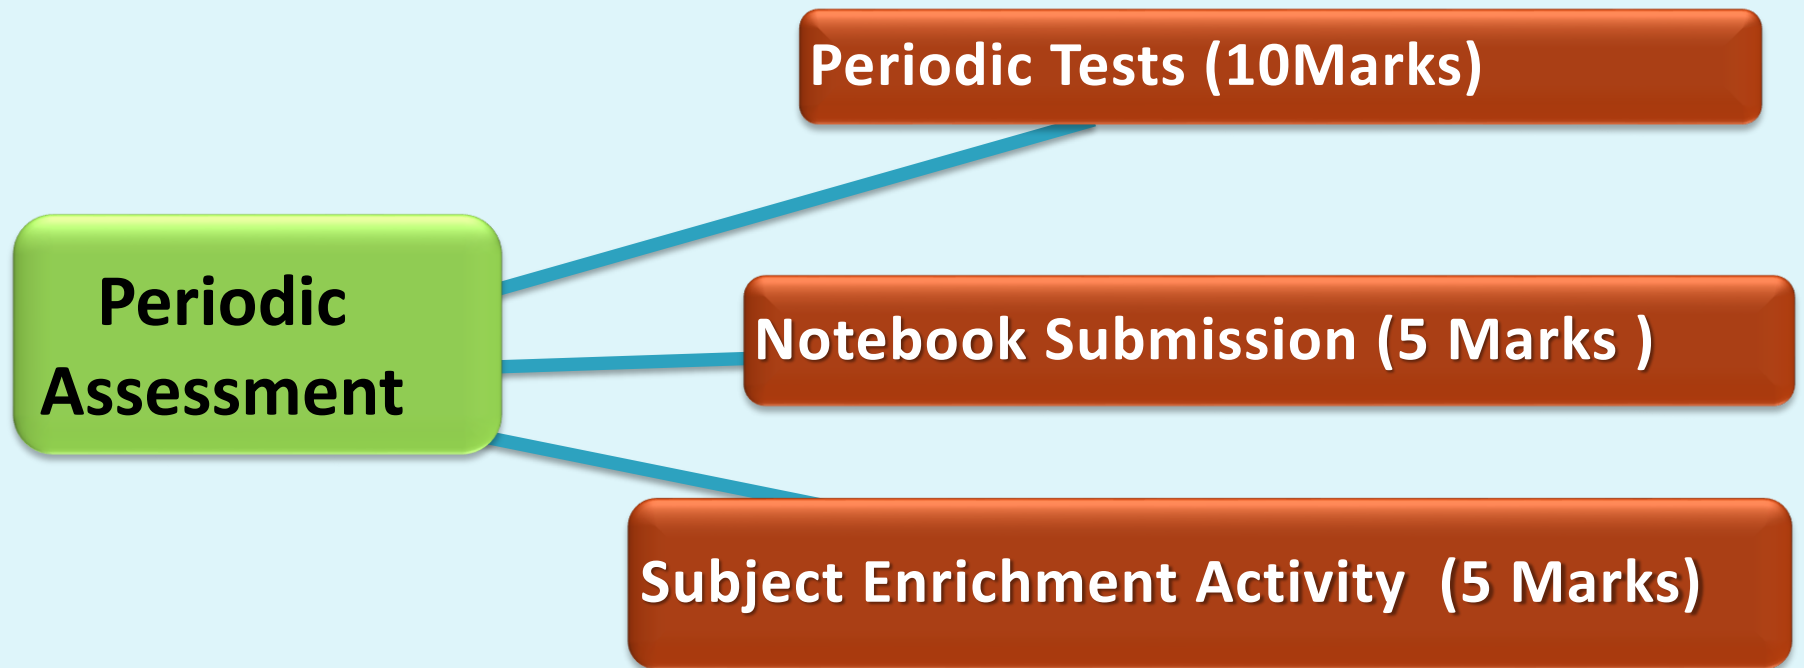 Periodic Tests (10Marks)
Periodic
Assessment
Notebook Submission (5 Marks )
Subject Enrichment Activity  (5 Marks)